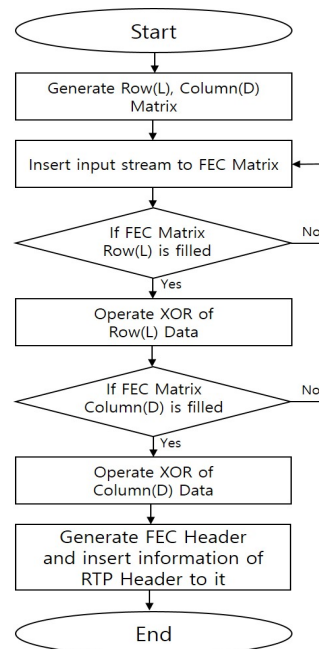 Start
Generate Row(L), Column(D)
Matrix
Insert input stream to FEC Matrix
If FEC Matrix
Row(L) is filled
No
Yes
Operate XOR of
Row(L) Data
If FEC Matrix
Column(D) is filled
No
Yes
Operate XOR of
Column(D) Data
Generate FEC Header
and insert information of
RTP Header to it
End